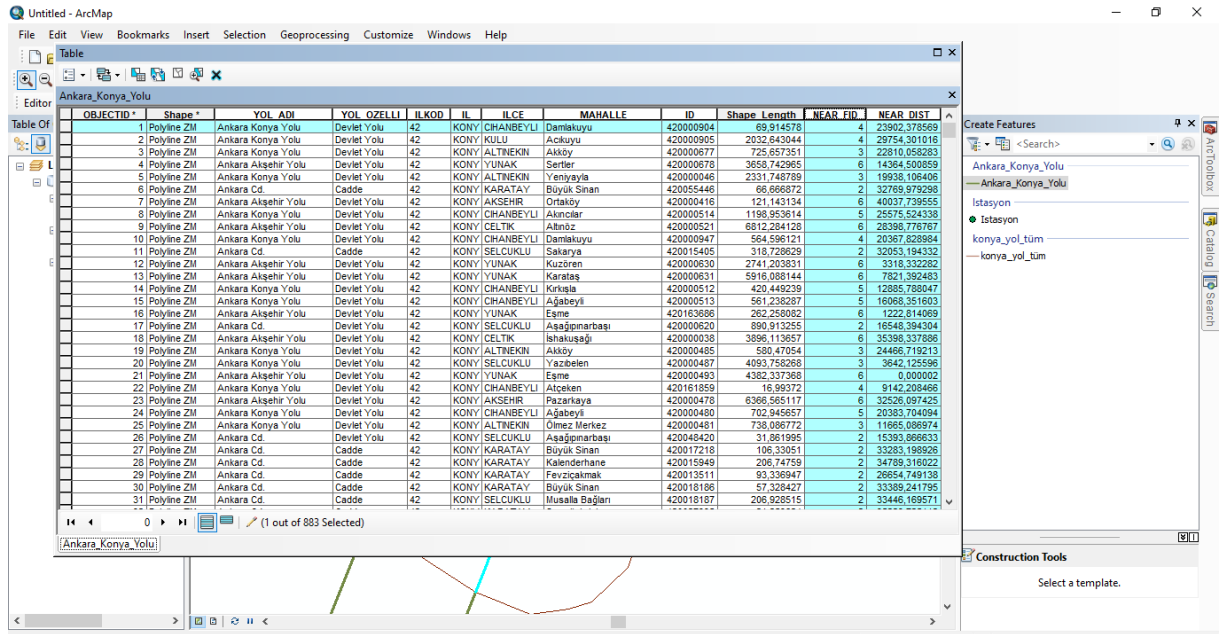 Untitled - ArcMap
File Edit View Bookmarks Insert Selection Geoprocessing Customize Windows Help
Table
Editor
Table Of
Ankara_Konya_Yolu
OBJECTID * Shape * YOL_ADI YOL_OZELLI ILKOD IL ILCE MAHALLE ID Shape_Length NEAR_FID NEAR_DIST
1 Polyline ZM Ankara Konya Yolu Devlet Yolu 42 KONY CIHANBEYLI Damlakuyu 420000904 69,914578 4 23902,378569
2 Polyline ZM Ankara Konya Yolu Devlet Yolu 42 KONY KULU Acıkuyu 420000905 2032,643044 4 29754,301016
3 Polyline ZM Ankara Konya Yolu Devlet Yolu 42 KONY ALTINEKIN Akköy 420000677 725,657351 3 22810,058283
4 Polyline ZM Ankara Akşehir Yolu Devlet Yolu 42 KONY YUNAK Sertler 420000678 3658,742965 6 14364,500859
5 Polyline ZM Ankara Konya Yolu Devlet Yolu 42 KONY ALTINEKIN Yeniyayla 420000046 2331,748789 3 19938,106406
6 Polyline ZM Ankara Cd. Cadde 42 KONY KARATAY Büyük Sinan 420055446 66,666872 2 32769,979298
7 Polyline ZM Ankara Akşehir Yolu Devlet Yolu 42 KONY AKSEHIR Ortaköy 420000416 121,143134 6 40037,739555
8 Polyline ZM Ankara Konya Yolu Devlet Yolu 42 KONY CIHANBEYLI Akıncılar 420000514 1198,953614 5 25575,524338
9 Polyline ZM Ankara Akşehir Yolu Devlet Yolu 42 KONY CELTIK Altınöz 420000521 6812,284128 6 28398,776767
10 Polyline ZM Ankara Konya Yolu Devlet Yolu 42 KONY CIHANBEYLI Damlakuyu 420000947 564,596121 4 20367,828984
11 Polyline ZM Ankara Cd. Cadde 42 KONY SELCUKLU Sakarya 420015405 318,728629 2 32053,194332
12 Polyline ZM Ankara Akşehir Yolu Devlet Yolu 42 KONY YUNAK Kuzören 420000630 2741,203831 6 3318,332282
13 Polyline ZM Ankara Akşehir Yolu Devlet Yolu 42 KONY YUNAK Karataş 420000631 5916,088144 6 7821,392483
14 Polyline ZM Ankara Konya Yolu Devlet Yolu 42 KONY CIHANBEYLI Kırkışla 420000512 420,449239 5 12885,788047
15 Polyline ZM Ankara Konya Yolu Devlet Yolu 42 KONY CIHANBEYLI Ağabeyli 420000513 561,238287 5 16068,351603
16 Polyline ZM Ankara Akşehir Yolu Devlet Yolu 42 KONY YUNAK Eşme 420163686 262,258082 6 1222,814069
17 Polyline ZM Ankara Cd. Devlet Yolu 42 KONY SELCUKLU Aşağıpınarbaşı 420000620 890,913255 2 16548,394304
18 Polyline ZM Ankara Akşehir Yolu Devlet Yolu 42 KONY CELTIK İshakuşağı 420000038 3896,113657 6 35398,337886
19 Polyline ZM Ankara Konya Yolu Devlet Yolu 42 KONY ALTINEKIN Akköy 420000485 580,47054 3 24466,719213
20 Polyline ZM Ankara Konya Yolu Devlet Yolu 42 KONY SELCUKLU Yazıbelen 420000487 4093,758268 3 3642,125596
21 Polyline ZM Ankara Akşehir Yolu Devlet Yolu 42 KONY YUNAK Eşme 420000493 4382,337368 6 0,000002
22 Polyline ZM Ankara Konya Yolu Devlet Yolu 42 KONY CIHANBEYLI Atçeken 420161859 16,99372 4 9142,208466
23 Polyline ZM Ankara Akşehir Yolu Devlet Yolu 42 KONY AKSEHIR Pazarkaya 420000478 6366,565117 6 32526,097425
24 Polyline ZM Ankara Konya Yolu Devlet Yolu 42 KONY CIHANBEYLI Ağabeyli 420000480 702,945657 5 20383,704094
25 Polyline ZM Ankara Konya Yolu Devlet Yolu 42 KONY ALTINEKIN Ölmez Merkez 420000481 738,086772 3 11665,086974
26 Polyline ZM Ankara Cd. Devlet Yolu 42 KONY SELCUKLU Aşağıpınarbaşı 420048420 31,861995 2 15393,866633
27 Polyline ZM Ankara Cd. Cadde 42 KONY KARATAY Büyük Sinan 420017218 106,33051 2 33283,198926
28 Polyline ZM Ankara Cd. Cadde 42 KONY KARATAY Kalenderhane 420015949 206,74759 2 34789,316022
29 Polyline ZM Ankara Cd. Cadde 42 KONY KARATAY Fevziçakmak 420013511 93,336947 2 26654,749138
30 Polyline ZM Ankara Cd. Cadde 42 KONY KARATAY Büyük Sinan 420018186 57,328427 2 33389,241795
31 Polyline ZM Ankara Cd. Cadde 42 KONY SELCUKLU Musalla Bağları 420018187 206,928515 2 33446,169571
0 (1 out of 883 Selected)
Ankara_Konya_Yolu
Create Features
<Search>
Ankara_Konya_Yolu
Ankara_Konya_Yolu
Istasyon
Istasyon
konya_yol_tüm
konya_yol_tüm
Construction Tools
Select a template.
ArcToolbox
Catalog
Search